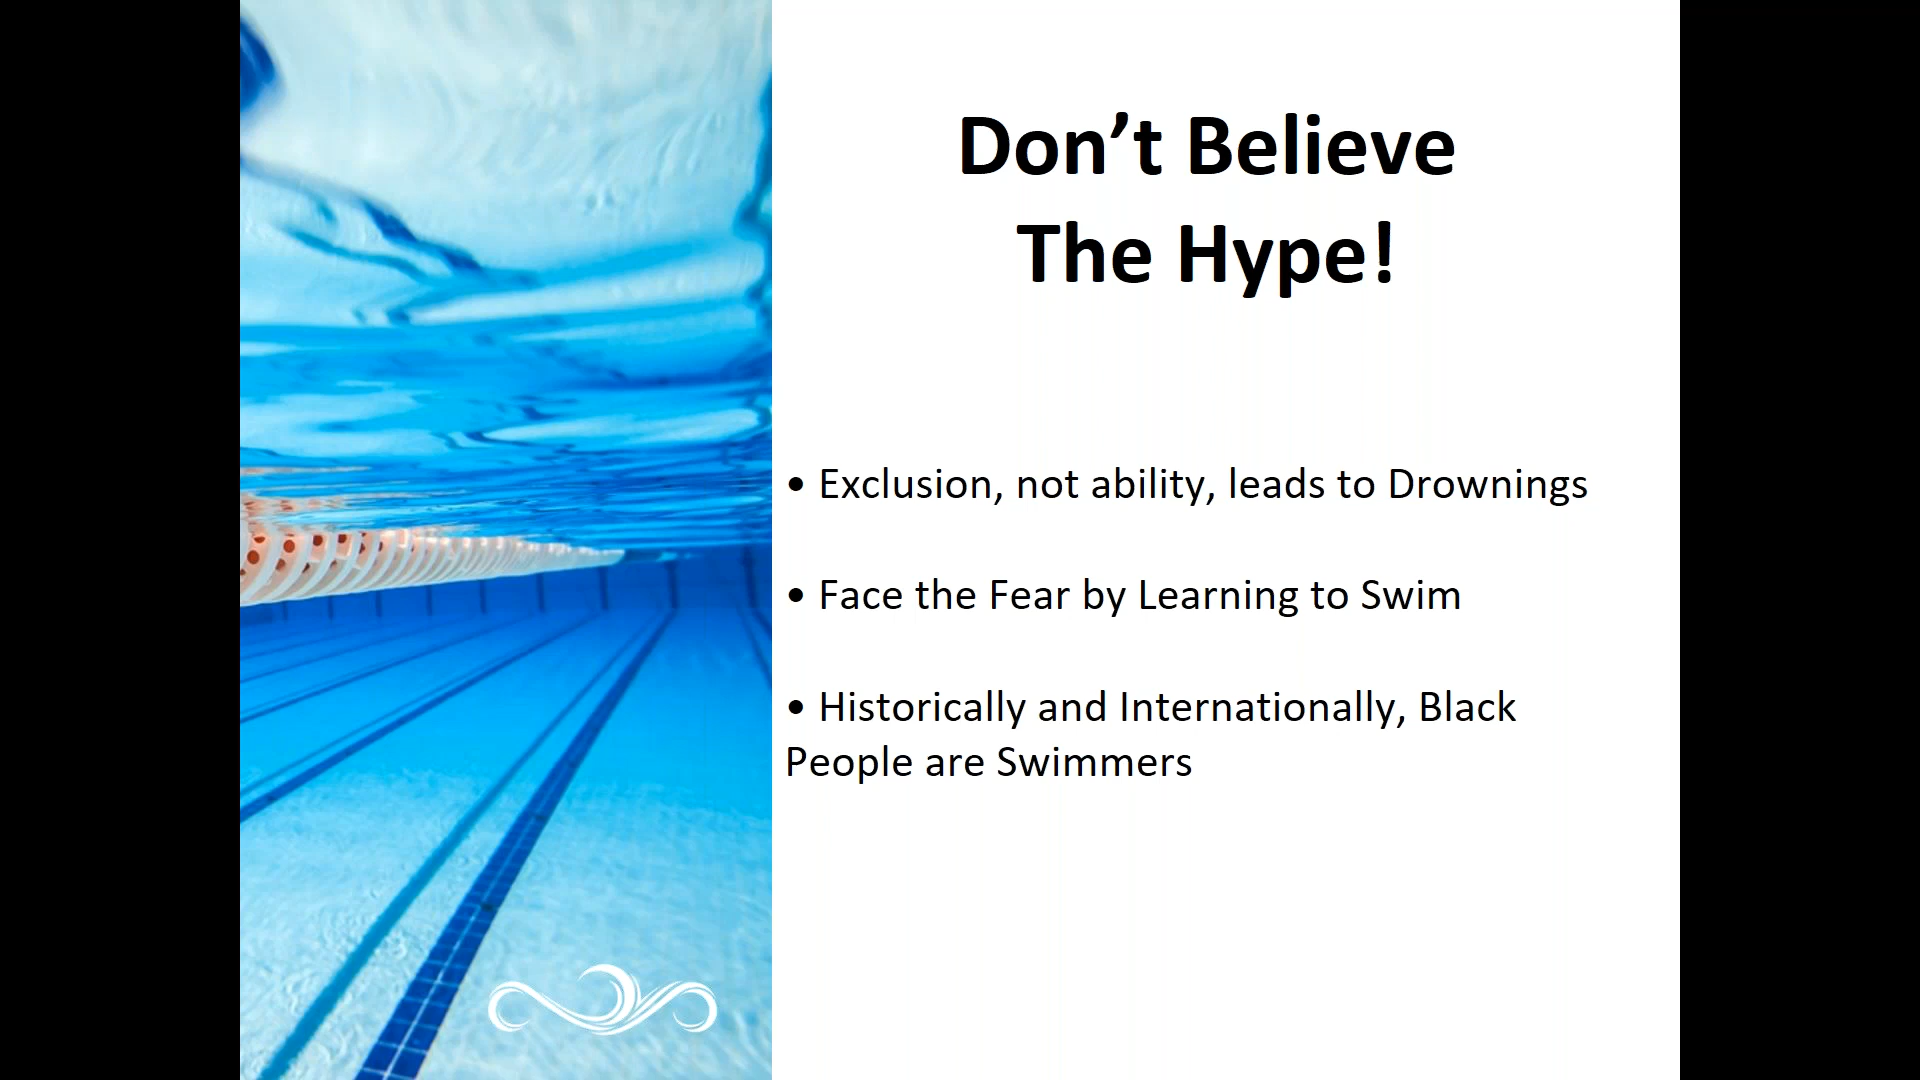 Don’t Believe
The Hype!
• Exclusion, not ability, leads to Drownings
• Face the Fear by Learning to Swim
• Historically and Internationally, Black
People are Swimmers